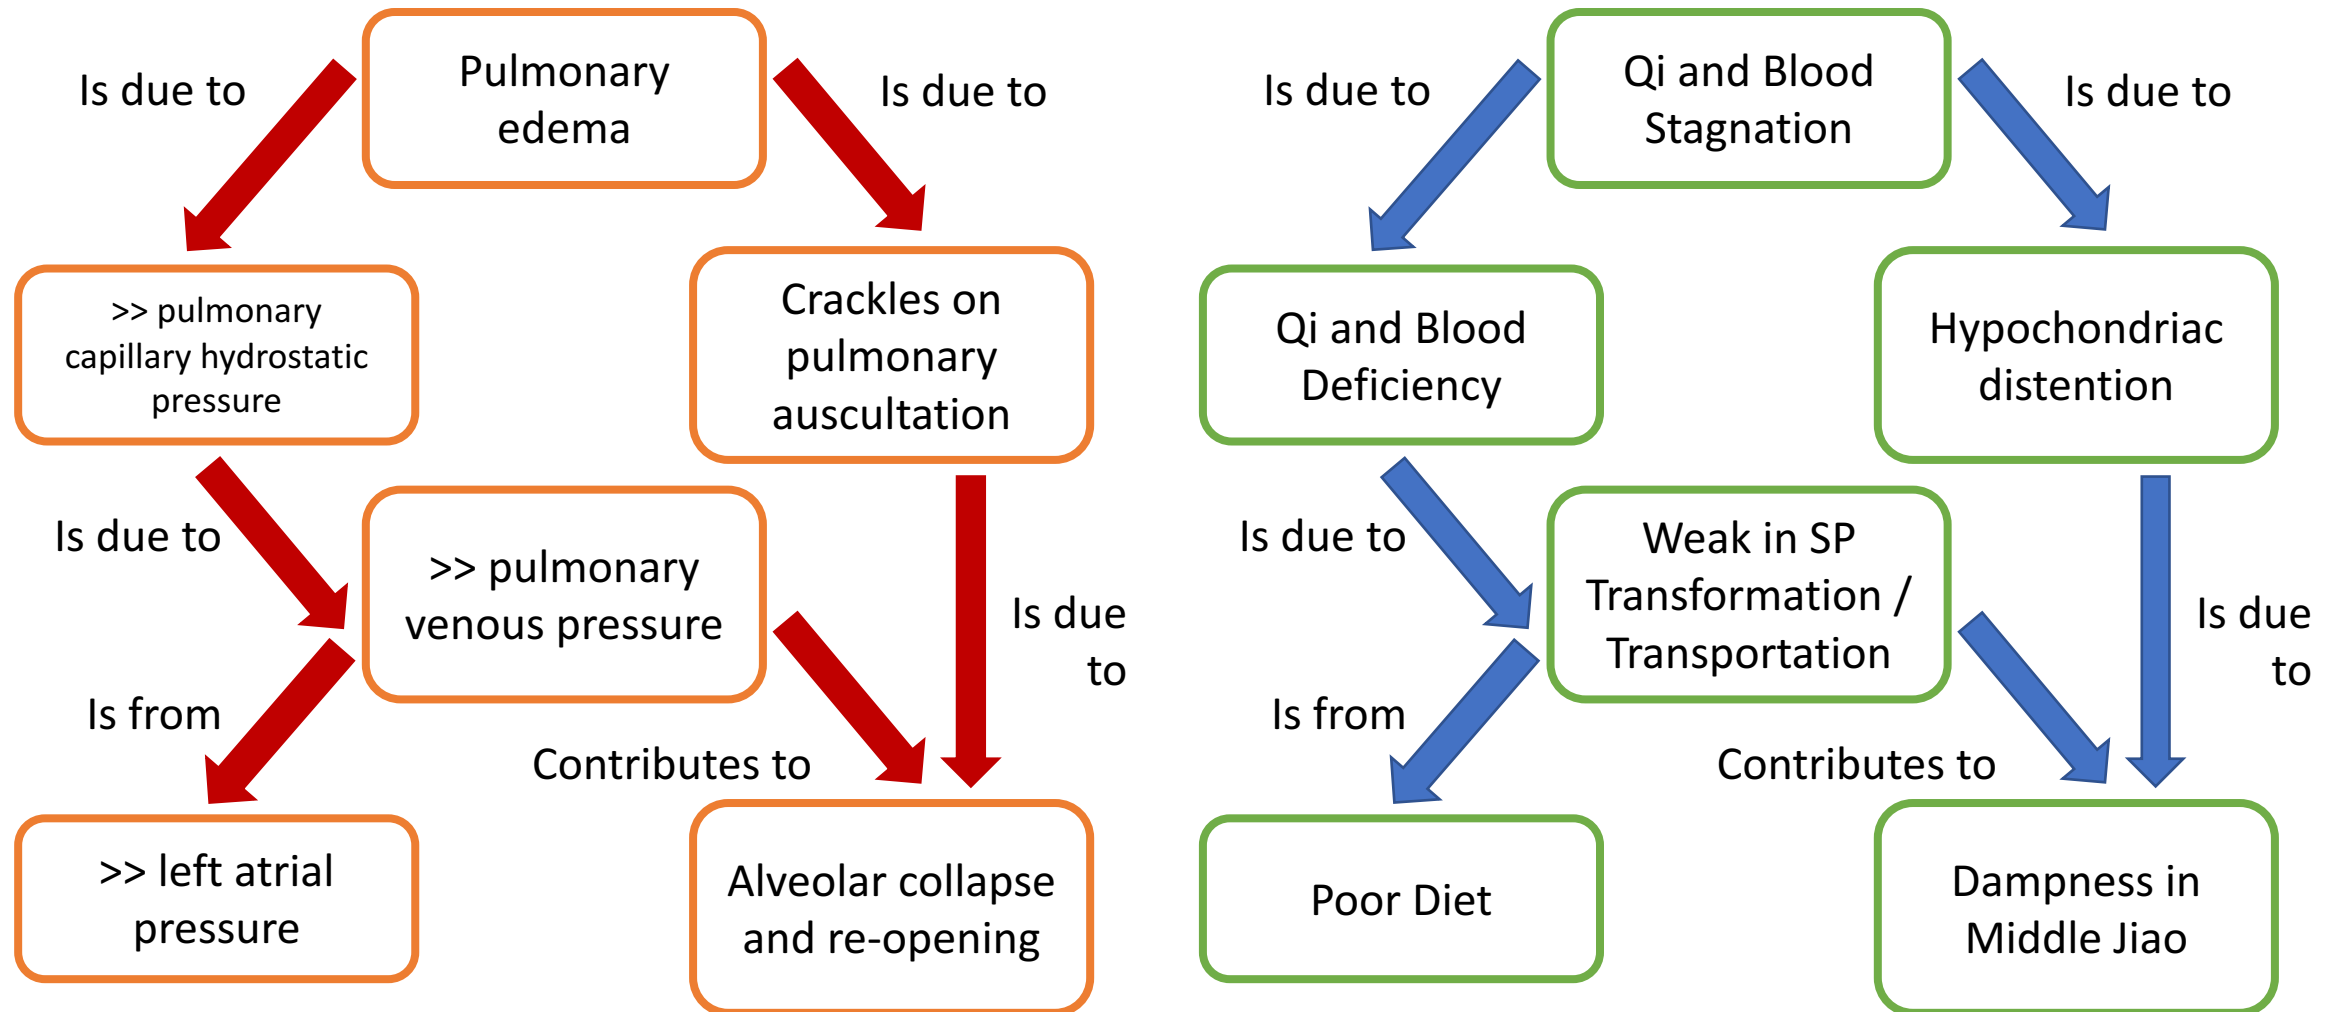 Pulmonary
edema
Is due to
Is due to
>> pulmonary
capillary hydrostatic
pressure
Crackles on
pulmonary
auscultation
Is due to
>> pulmonary
venous pressure
Is due
to
Is from
Contributes to
>> left atrial
pressure
Alveolar collapse
and re-opening
Qi and Blood
Stagnation
Is due to
Is due to
Qi and Blood
Deficiency
Hypochondriac
distention
Is due to
Weak in SP
Transformation /
Transportation
Is due
to
Is from
Contributes to
Poor Diet
Dampness in
Middle Jiao